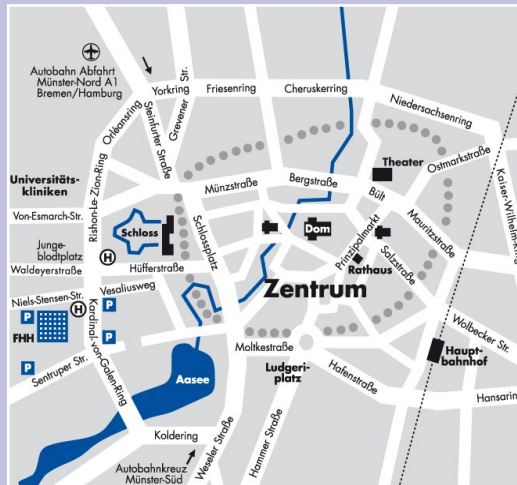 Autobahn Abfahrt
Münster-Nord A1
Bremen/Hamburg
Orléansring
Yorkring
Steinfurter Straße
Grevener Str.
Friesenring
Cheruskerring
Niedersachsenring
Ostmarkstraße
Kaiser-Wilhelm-Ring
Theater
Universitäts-
kliniken
Rishon-Le-Zion-Ring
Münzstraße
Bergstraße
Bült
Mauritzstraße
Von-Esmarch-Str.
Schloss
Schlossplatz
Dom
Prinzipalmarkt
Junge-
blodtplatz
H
Waldeyerstraße
Hüfferstraße
Rathaus
Salzstraße
Zentrum
Niels-Stensen-Str.
Vesaliusweg
H
P
P
FHH
Kardinal-von-Galen-Ring
Wolbecker Str.
Haupt-
bahnhof
Moltkestraße
P
P
Sentruper Str.
Aasee
Ludgeri-
platz
Hafenstraße
Hansarin
Koldering
Weseler Straße
Hammer Straße
Autobahnkreuz
Münster-Süd